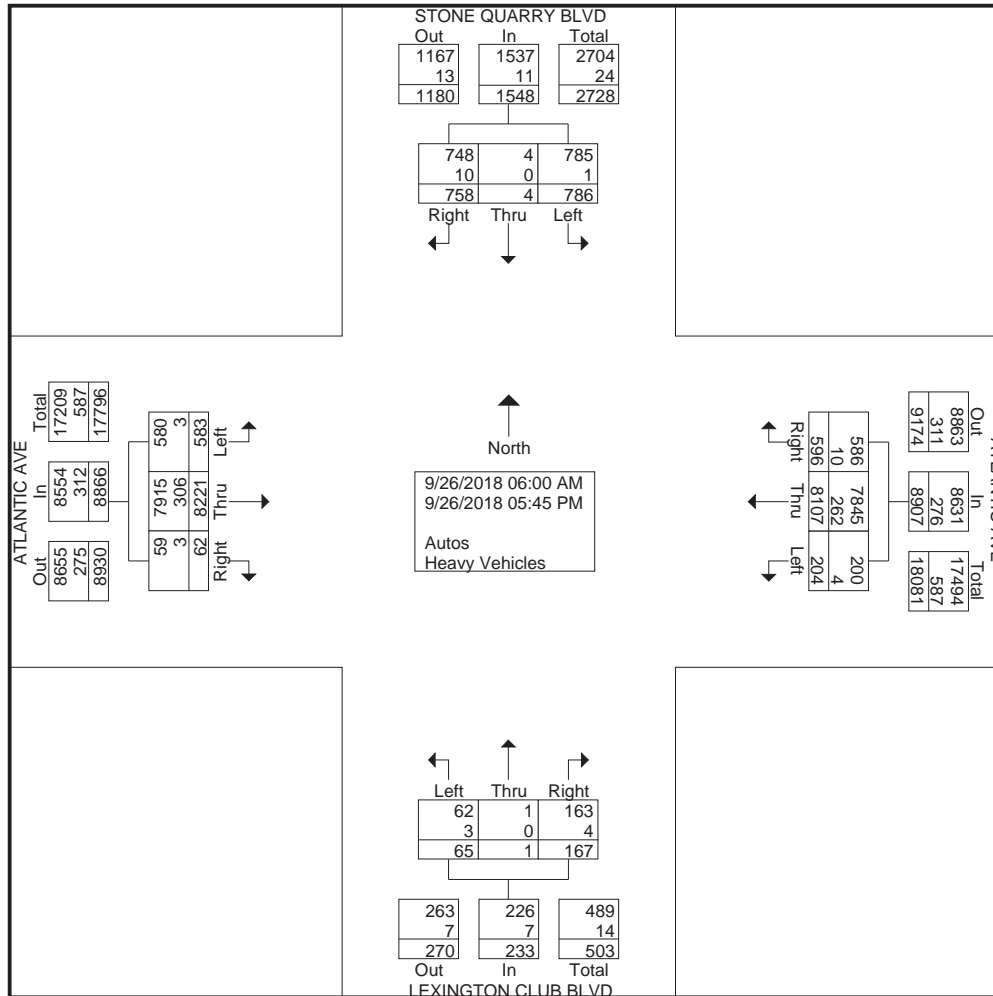 STONE QUARRY BLVD
Out In Total
1167 1537 2704
13 11 24
1180 1548 2728
748 4 785
10 0 1
758 4 786
Right Thru Left
ATLANTIC AVE
Total In Out
17209 8554 8655
587 312 275
17796 8866 8930
580 7915 59
3 306 3
583 8221 62
Left Thru Right
North
9/26/2018 06:00 AM
9/26/2018 05:45 PM
Autos
Heavy Vehicles
Right Thru Left
596 8107 204
10 262 4
586 7845 200
Out In Total
8863 8631 17494
311 276 587
9174 8907 18081
Left Thru Right
62 1 163
3 0 4
65 1 167
263 226 489
7 7 14
270 233 503
Out In Total
LEXINGTON CLUB BLVD